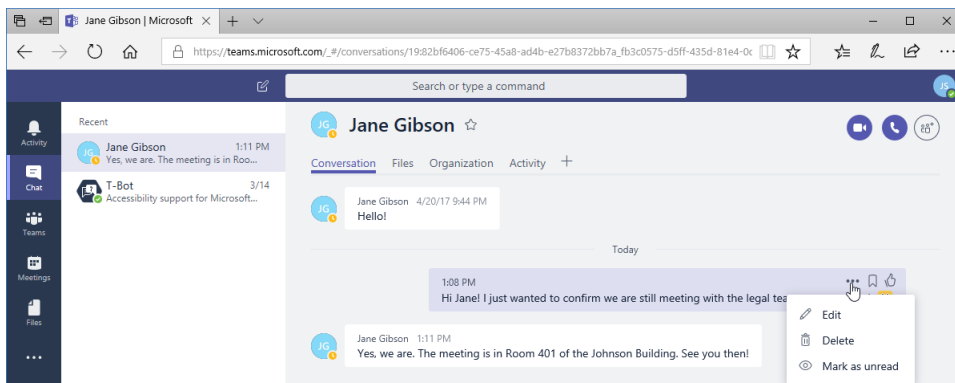 Jane Gibson | Microsoft
https://teams.microsoft.com/_#/conversations/19:82bf6406-ce75-45a8-ad4b-e27b8372bb7a_fb3c0575-d5ff-435d-81e4-0c
Search or type a command
JS
Activity
Chat
Teams
Meetings
Files
Recent
JG
Jane Gibson 1:11 PM
Yes, we are. The meeting is in Roo...
T-Bot 3/14
Accessibility support for Microsoft...
JG
Jane Gibson
Conversation Files Organization Activity
JG
Jane Gibson 4/20/17 9:44 PM
Hello!
Today
1:08 PM
Hi Jane! I just wanted to confirm we are still meeting with the legal
Edit
Delete
Mark as unread
JG
Jane Gibson 1:11 PM
Yes, we are. The meeting is in Room 401 of the Johnson Building. See you then!